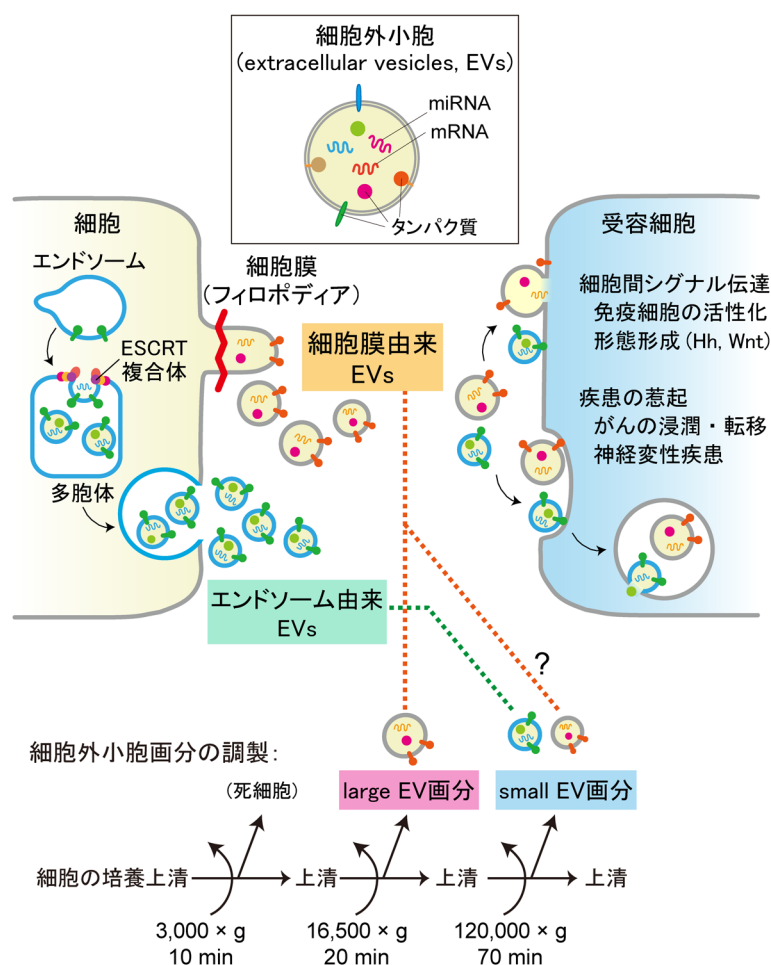 細胞外小胞
(extracellular vesicles, EVs)
miRNA
mRNA
タンパク質
細胞
エンドソーム
ESCRT
複合体
多胞体
細胞膜
(フィロポディア)
細胞膜由来
EVs
エンドソーム由来
EVs
受容細胞
細胞間シグナル伝達
免疫細胞の活性化
形態形成 (Hh, Wnt)
疾患の惹起
がんの浸潤・転移
神経変性疾患
?
細胞外小胞画分の調製:
(死細胞)
large EV画分
small EV画分
細胞の培養上清
上清
上清
上清
3,000 × g
10 min
16,500 × g
20 min
120,000 × g
70 min